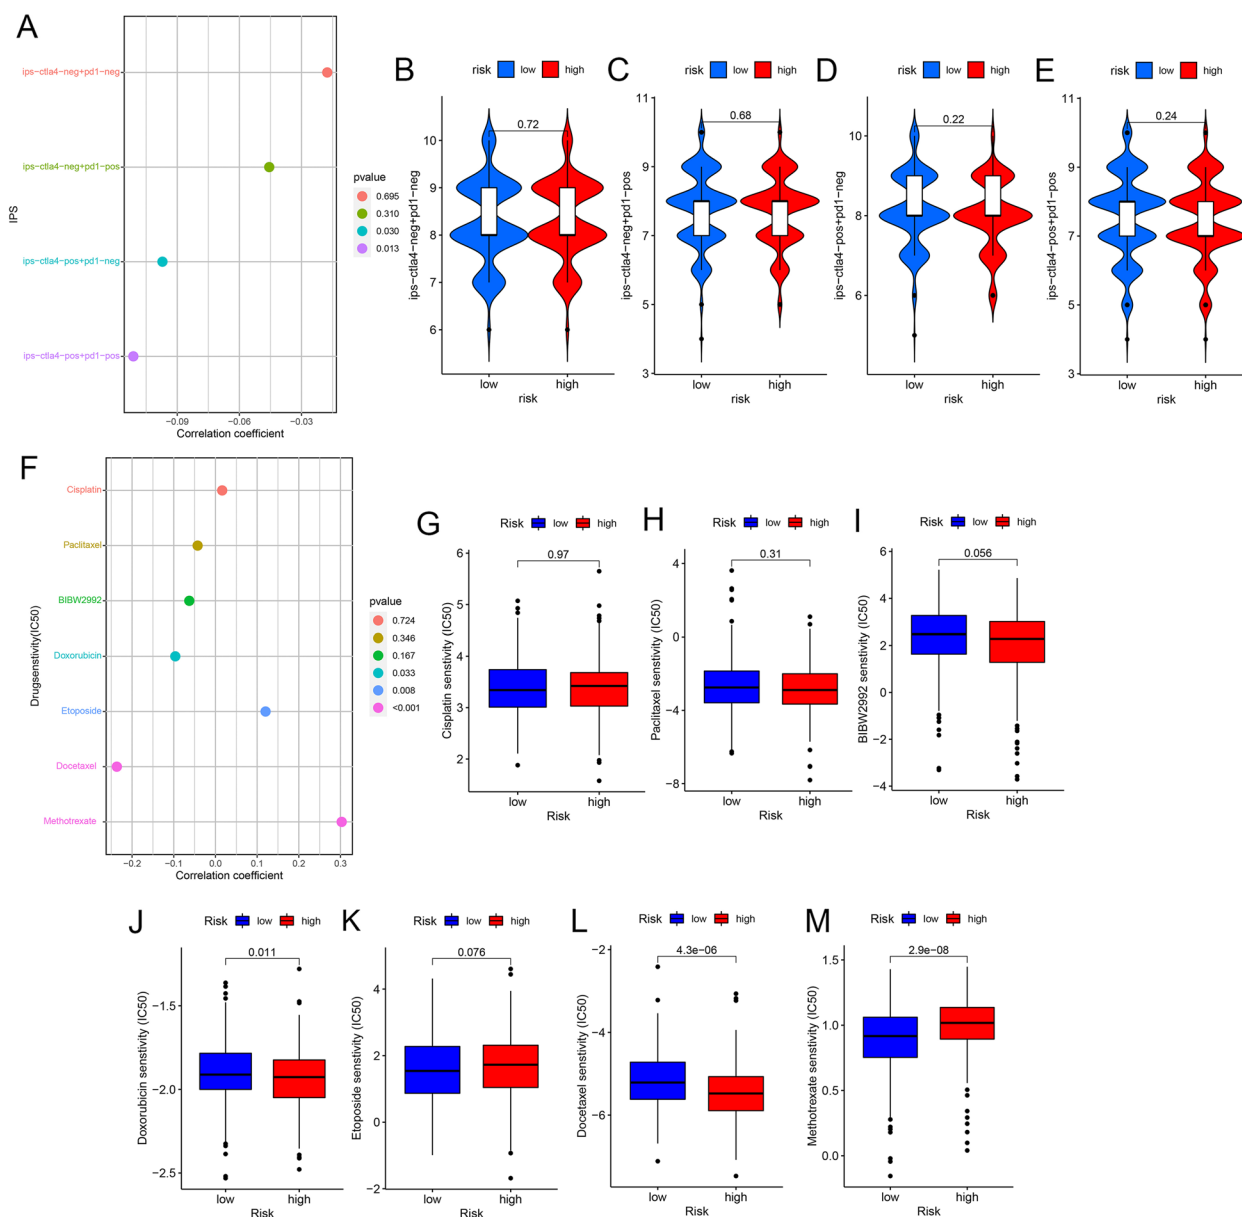 A
IPS
ips-ctla4-neg+pd1-neg
ips-ctla4-neg+pd1-pos
ips-ctla4-pos+pd1-neg
ips-ctla4-pos+pd1-pos
-0.09 -0.06 -0.03
Correlation coefficient
pvalue
0.695
0.310
0.030
0.013
B
risk low high
ips-ctla4-neg+pd1-neg
10
9
8
7
6
0.72
low high
risk
C
risk low high
ips-ctla4-neg+pd1-pos
11
9
7
5
3
0.68
low high
risk
D
risk low high
ips-ctla4-pos+pd1-neg
10
8
6
0.22
low high
risk
E
risk low high
ips-ctla4-pos+pd1-pos
11
9
7
5
3
0.24
low high
risk
F
Drugsenstivity(IC50)
Cisplatin
Paclitaxel
BIBW2992
Doxorubicin
Etoposide
Docetaxel
Methotrexate
-0.2 -0.1 0.0 0.1 0.2 0.3
Correlation coefficient
pvalue
0.724
0.346
0.167
0.033
0.008
<0.001
G
Risk low high
Cisplatin senstivity (IC50)
6
5
4
3
2
0.97
low high
Risk
H
Risk low high
Paclitaxel senstivity (IC50)
4
0
-4
-8
0.31
low high
Risk
I
Risk low high
BIBW2992 senstivity (IC50)
6
4
2
0
-2
-4
0.056
low high
Risk
J
Risk low high
Doxorubicin senstivity (IC50)
-1.5
-2.0
-2.5
0.011
low high
Risk
K
Risk low high
Etoposide senstivity (IC50)
4
2
0
-2
0.076
low high
Risk
L
Risk low high
Docetaxel senstivity (IC50)
-2
-4
-6
4.3e-06
low high
Risk
M
Risk low high
Methotrexate senstivity (IC50)
1.5
1.0
0.5
0.0
2.9e-08
low high
Risk